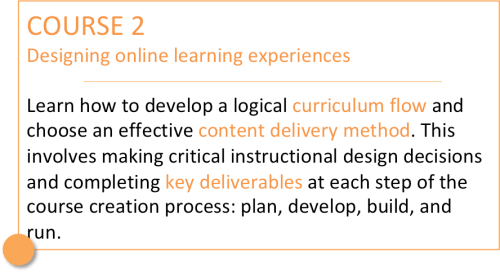 COURSE 2
Designing online learning experiences
Learn how to develop a logical curriculum flow and
choose an effective content delivery method. This
involves making critical instructional design decisions
and completing key deliverables at each step of the
course creation process: plan, develop, build, and
run.